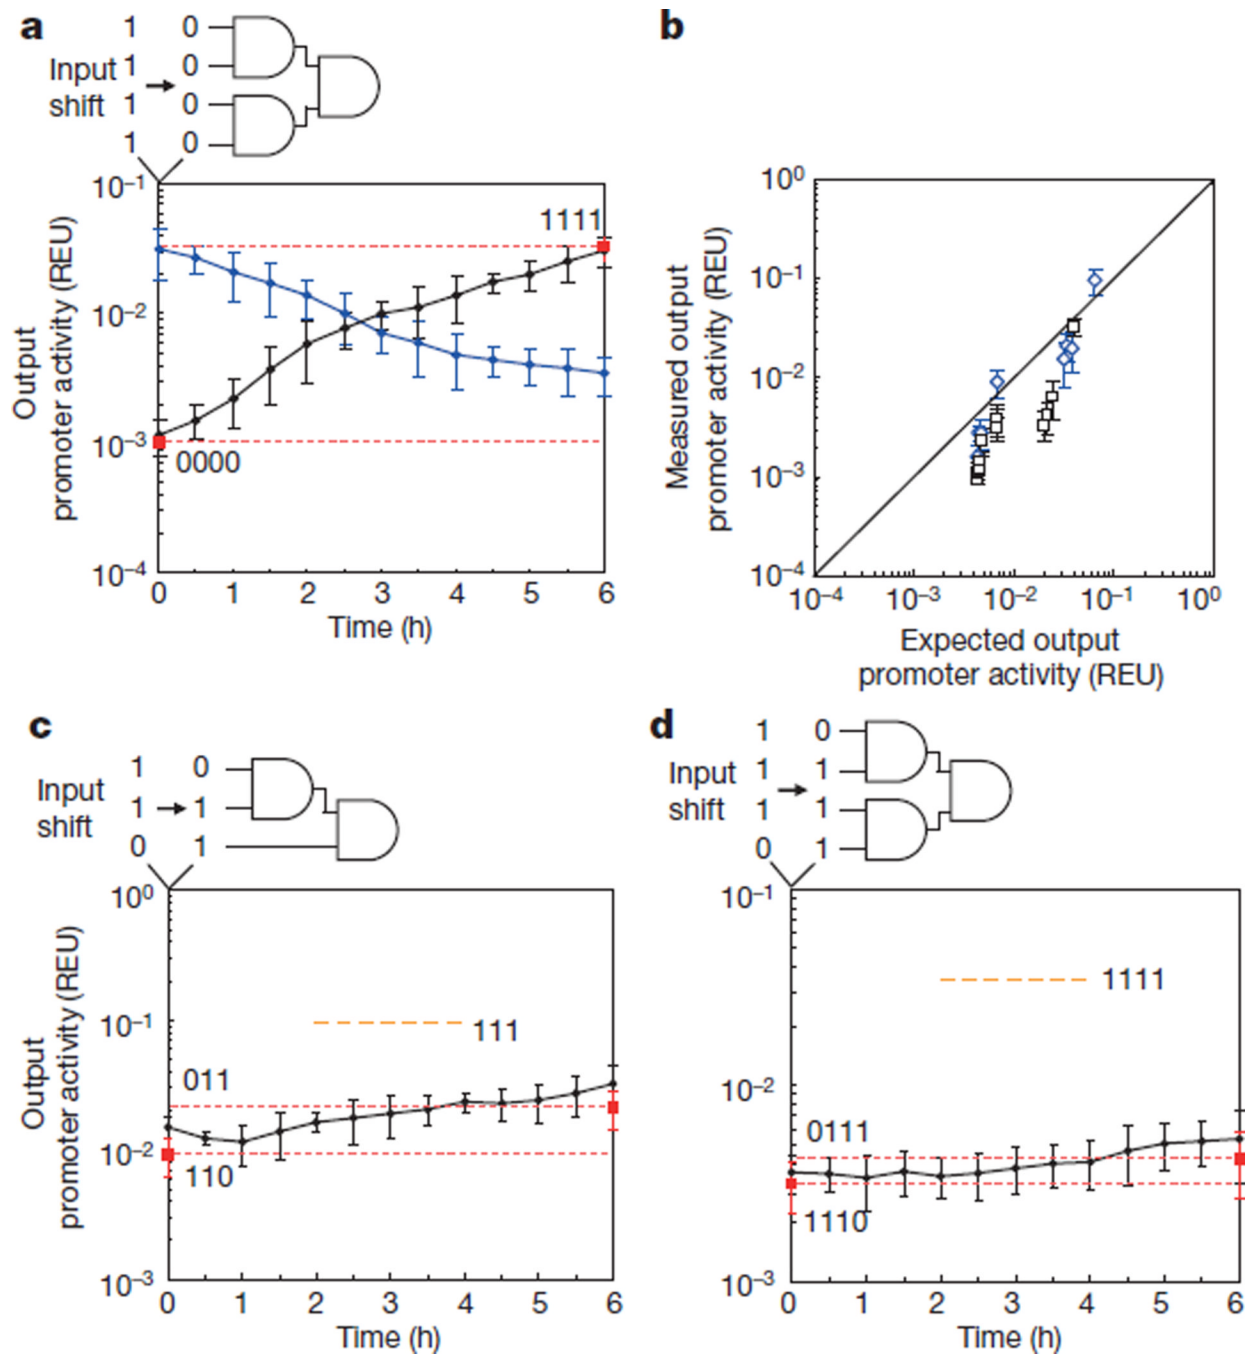 a
1 0
Input 1 0
shift 1 0
1 0
10⁻¹
10⁻²
10⁻³
10⁻⁴
Output
promoter activity (REU)
1111
0000
0 1 2 3 4 5 6
Time (h)
b
10⁰
10⁻¹
10⁻²
10⁻³
10⁻⁴
Measured output
promoter activity (REU)
10⁻⁴ 10⁻³ 10⁻² 10⁻¹ 10⁰
Expected output
promoter activity (REU)
c
1 0
Input
shift 1 1
0 1
10⁰
10⁻¹
10⁻²
10⁻³
Output
promoter activity (REU)
111
011
110
0 1 2 3 4 5 6
Time (h)
d
1 0
Input 1 1
shift 1 1
0 1
10⁻¹
10⁻²
10⁻³
1111
0111
1110
0 1 2 3 4 5 6
Time (h)